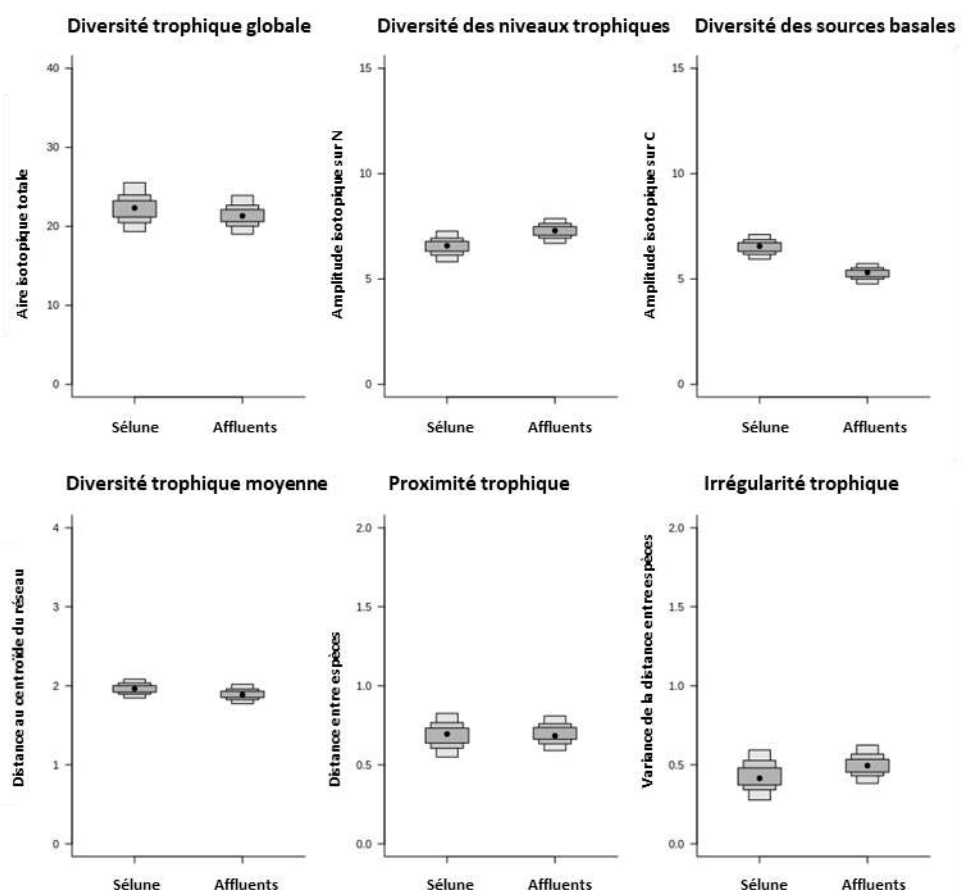 Diversité trophique globale
Diversité des niveaux trophiques
Diversité des sources basales
Aire isotopique totale
40
30
20
10
0
Sélune
Affluents
Amplitude isotopique sur N
15
10
5
0
Sélune
Affluents
Amplitude isotopique sur C
15
10
5
0
Sélune
Affluents
Diversité trophique moyenne
Proximité trophique
Irrégularité trophique
Distance au centroïde du réseau
4
3
2
1
0
Sélune
Affluents
Distance entre espèces
2.0
1.5
1.0
0.5
0.0
Sélune
Affluents
Variance de la distance entre espèces
2.0
1.5
1.0
0.5
0.0
Sélune
Affluents